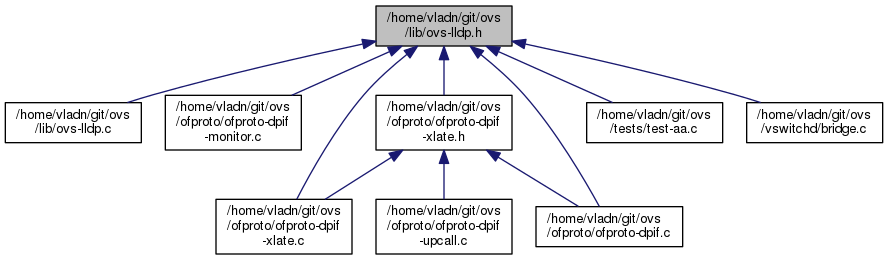 /home/vladn/git/ovs
/lib/ovs-lldp.h
/home/vladn/git/ovs
/lib/ovs-lldp.c
/home/vladn/git/ovs
/ofproto/ofproto-dpif
-monitor.c
/home/vladn/git/ovs
/ofproto/ofproto-dpif
-xlate.h
/home/vladn/git/ovs
/tests/test-aa.c
/home/vladn/git/ovs
/vswitchd/bridge.c
/home/vladn/git/ovs
/ofproto/ofproto-dpif
-xlate.c
/home/vladn/git/ovs
/ofproto/ofproto-dpif
-upcall.c
/home/vladn/git/ovs
/ofproto/ofproto-dpif.c